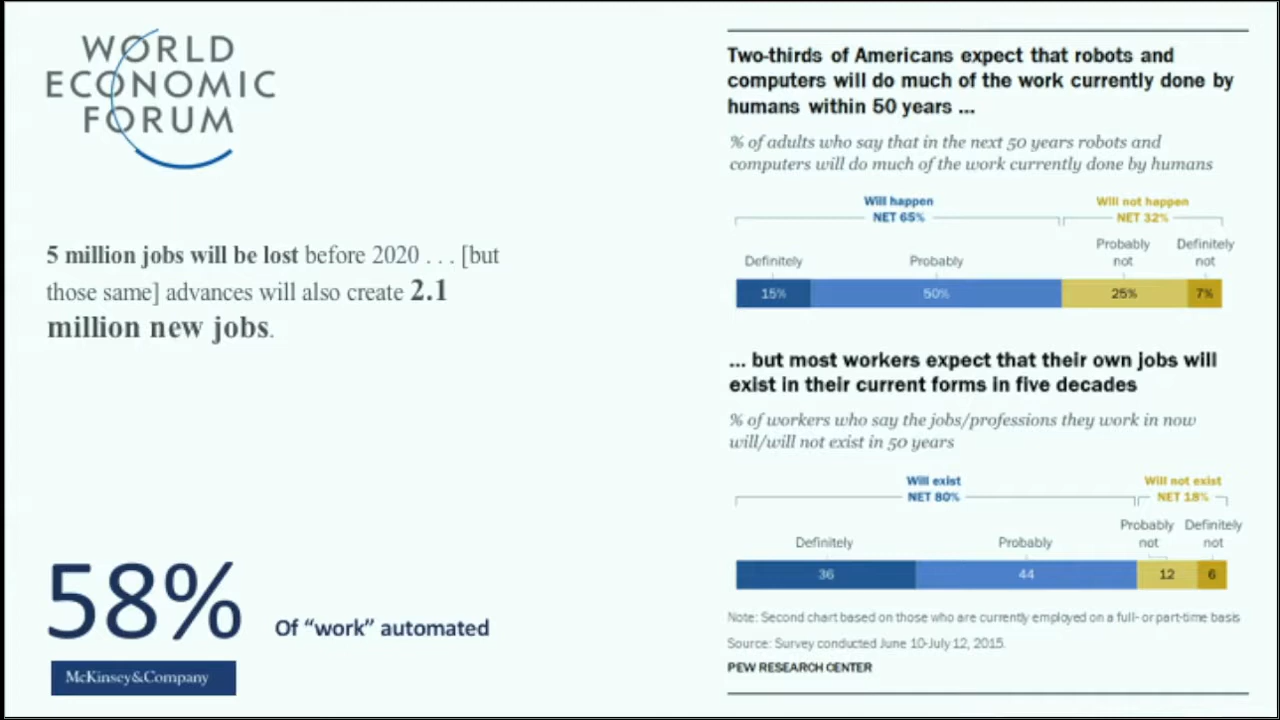 WORLD
ECONOMIC
FORUM
5 million jobs will be lost before 2020 . . . [but
those same] advances will also create 2.1
million new jobs.
58%
Of “work” automated
McKinsey&Company
Two-thirds of Americans expect that robots and
computers will do much of the work currently done by
humans within 50 years ...
% of adults who say that in the next 50 years robots and
computers will do much of the work currently done by humans
Will happen
NET 65%
Will not happen
NET 32%
Definitely
Probably
Probably
not
Definitely
not
15%
50%
25%
7%
... but most workers expect that their own jobs will
exist in their current forms in five decades
% of workers who say the jobs/professions they work in now
will/will not exist in 50 years
Will exist
NET 80%
Will not exist
NET 18%
Definitely
Probably
Probably
not
Definitely
not
36
44
12
6
Note: Second chart based on those who are currently employed on a full- or part-time basis
Source: Survey conducted June 10-July 12, 2015.
PEW RESEARCH CENTER